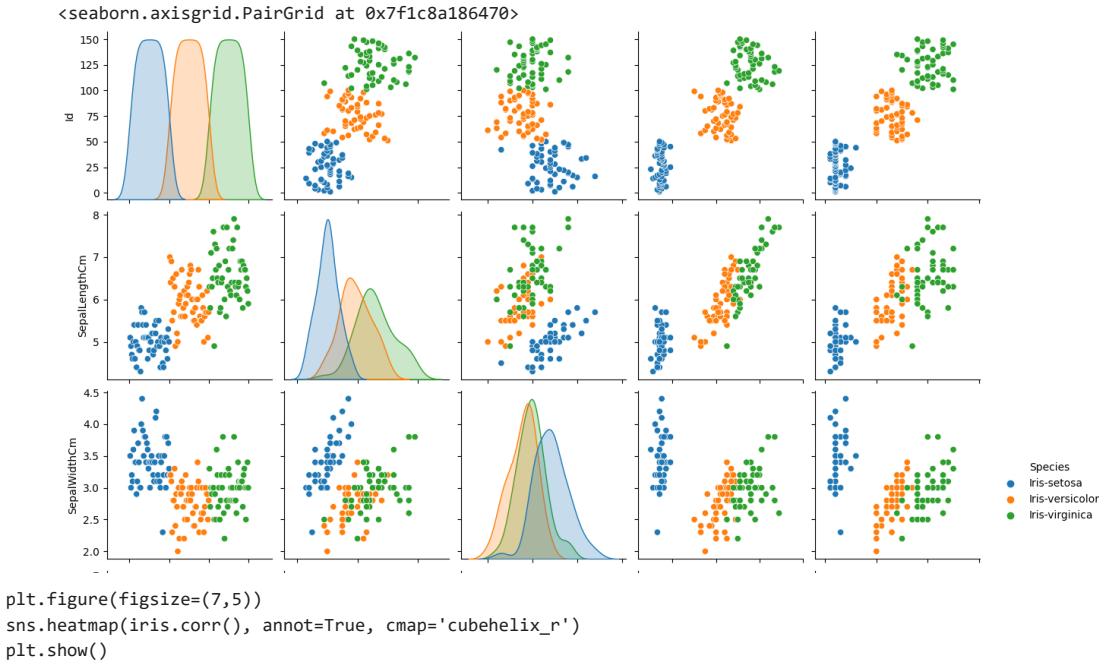 <seaborn.axisgrid.PairGrid at 0x7f1c8a186470>
150
125
100
75
50
25
0
Id
8
7
6
5
SepalLengthCm
4.5
4.0
3.5
3.0
2.5
2.0
SepalWidthCm
Species
Iris-setosa
Iris-versicolor
Iris-virginica
plt.figure(figsize=(7,5))
sns.heatmap(iris.corr(), annot=True, cmap='cubehelix_r')
plt.show()